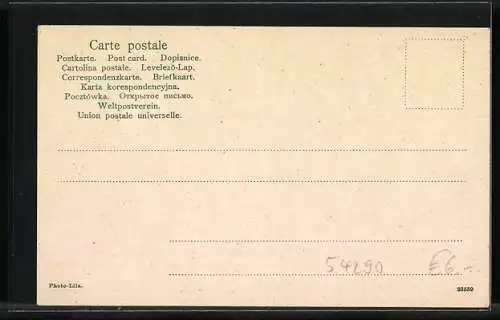 Carte postale
Postkarte. Post card. Dopisnice.
Cartolina postale. Levelező-Lap.
Correspondenzkarte. Briefkaart.
Karta korespondencyjna.
Pocztówka. Открытое письмо.
Weltpostverein.
Union postale universelle.
54290 E6.-
Photo-Lila.